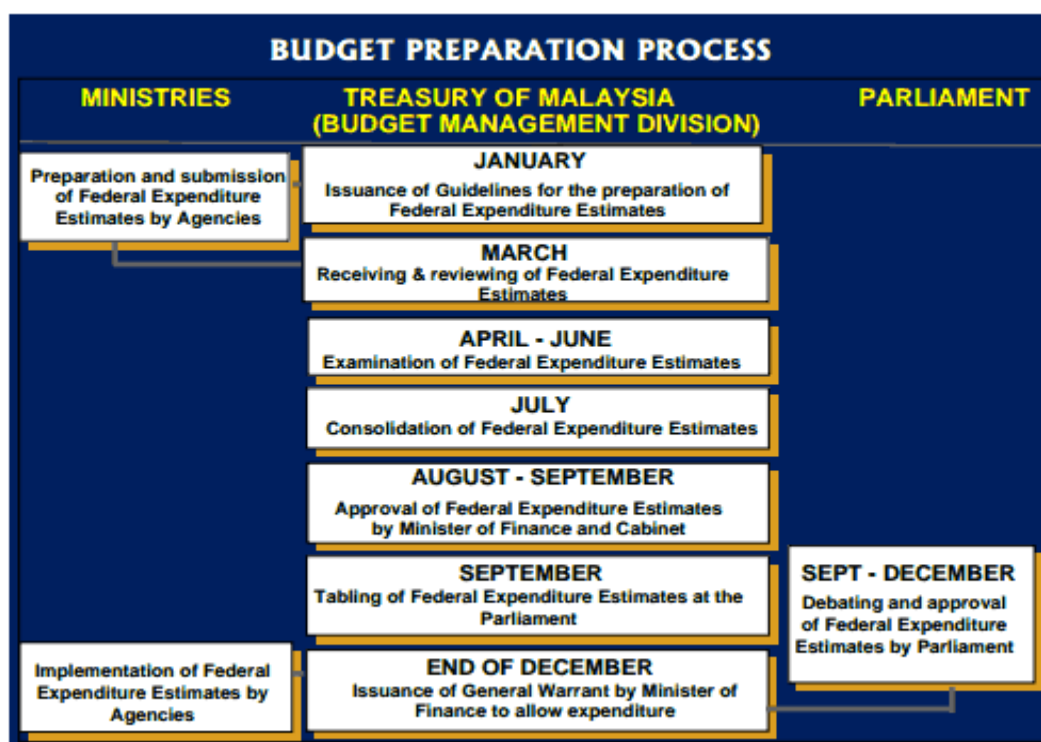 BUDGET PREPARATION PROCESS
MINISTRIES
TREASURY OF MALAYSIA
(BUDGET MANAGEMENT DIVISION)
PARLIAMENT
Preparation and submission
of Federal Expenditure
Estimates by Agencies
JANUARY
Issuance of Guidelines for the preparation of
Federal Expenditure Estimates
MARCH
Receiving & reviewing of Federal Expenditure
Estimates
APRIL - JUNE
Examination of Federal Expenditure Estimates
JULY
Consolidation of Federal Expenditure Estimates
AUGUST - SEPTEMBER
Approval of Federal Expenditure Estimates
by Minister of Finance and Cabinet
SEPTEMBER
Tabling of Federal Expenditure Estimates at the
Parliament
SEPT - DECEMBER
Debating and approval
of Federal Expenditure
Estimates by Parliament
Implementation of Federal
Expenditure Estimates by
Agencies
END OF DECEMBER
Issuance of General Warrant by Minister of
Finance to allow expenditure